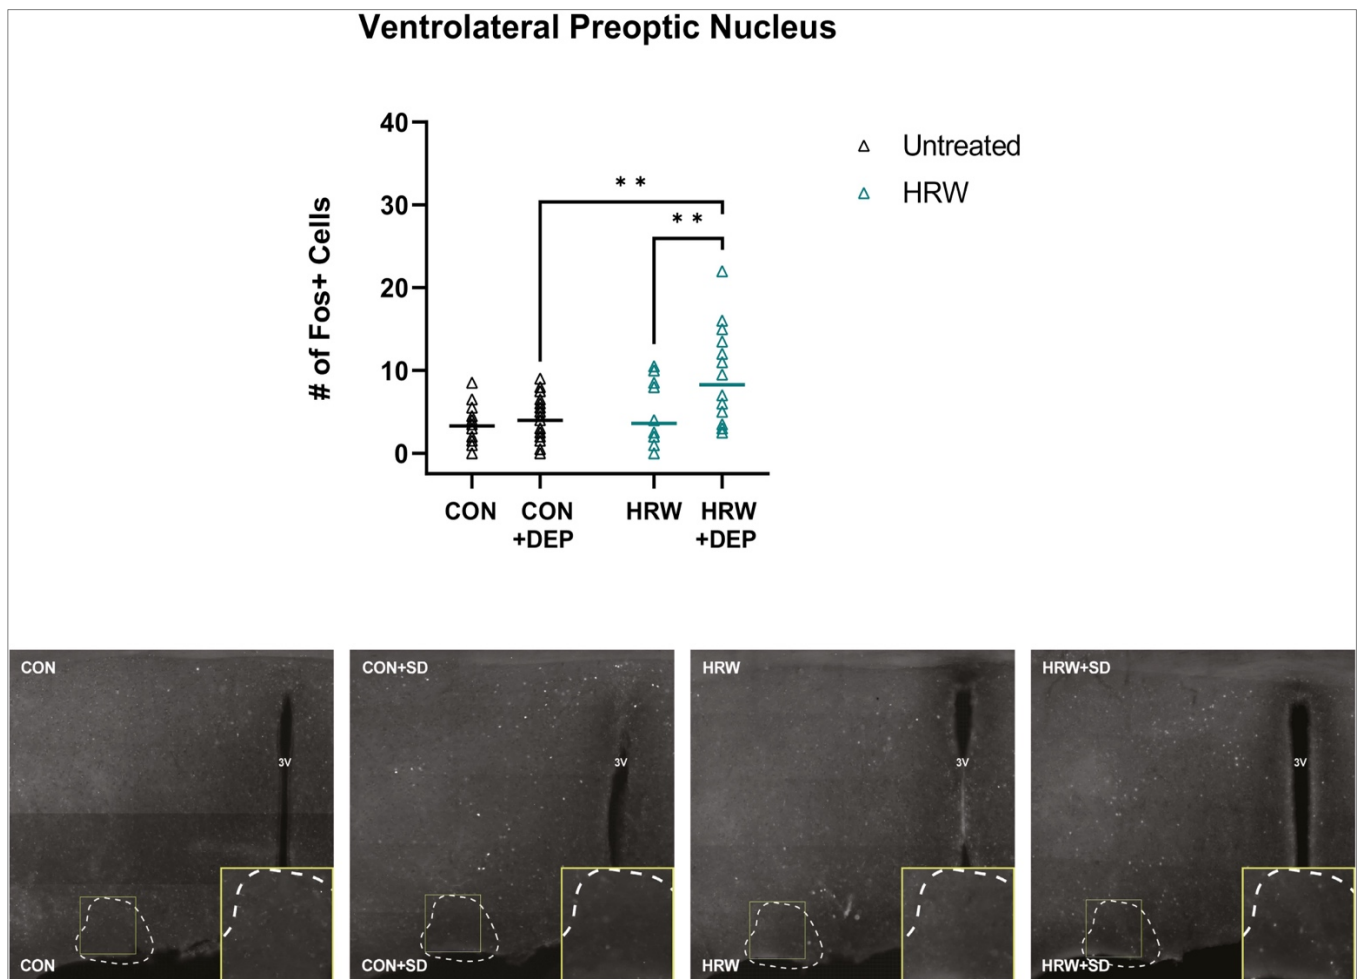 Ventrolateral Preoptic Nucleus
40
30
20
10
0
# of Fos+ Cells
* *
* *
Untreated
HRW
CON
CON
+DEP
HRW
HRW
+DEP
CON
3V
CON
CON+SD
3V
CON+SD
HRW
3V
HRW
HRW+SD
3V
HRW+SD